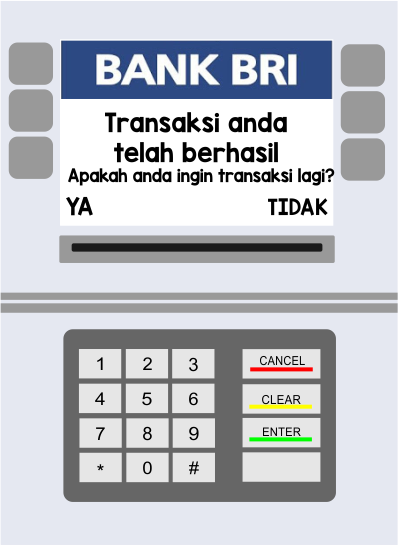 BANK BRI
Transaksi anda
telah berhasil
Apakah anda ingin transaksi lagi?
YA TIDAK
1 2 3 CANCEL
4 5 6 CLEAR
7 8 9 ENTER
* 0 #